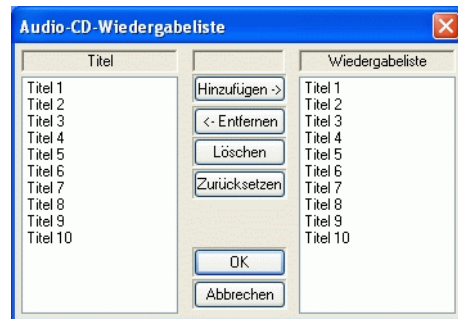 Audio-CD-Wiedergabeliste
Titel
Titel 1
Titel 2
Titel 3
Titel 4
Titel 5
Titel 6
Titel 7
Titel 8
Titel 9
Titel 10
Hinzufügen ->
<- Entfernen
Löschen
Zurücksetzen
OK
Abbrechen
Wiedergabeliste
Titel 1
Titel 2
Titel 3
Titel 4
Titel 5
Titel 6
Titel 7
Titel 8
Titel 9
Titel 10